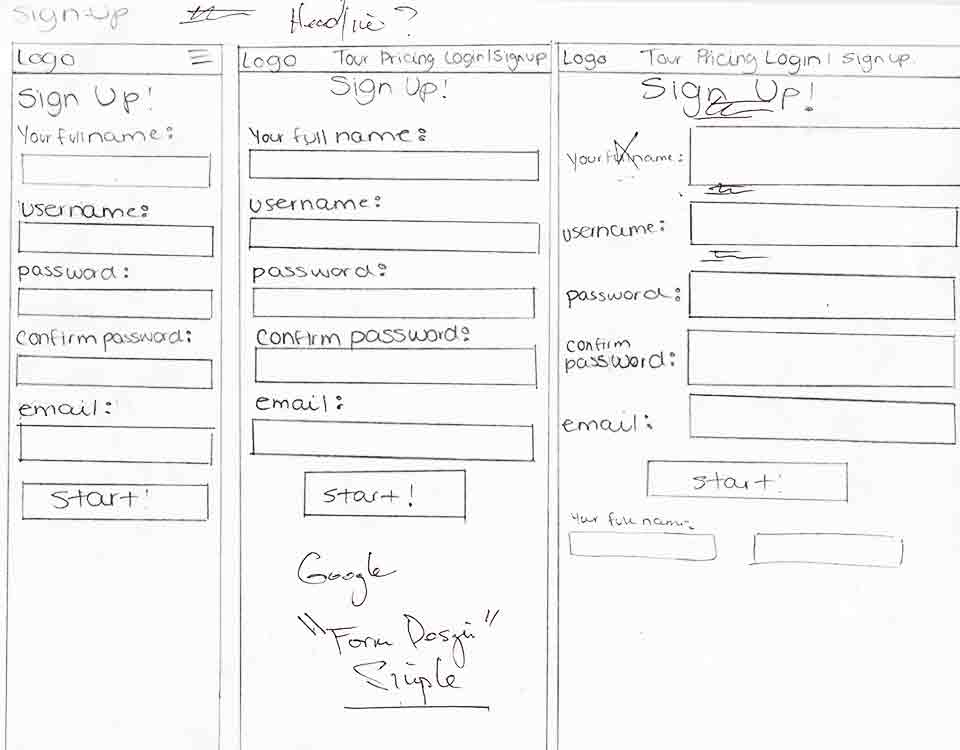 Sign-Up
Headline?
Logo
Sign Up!
Your full name:
username:
password:
confirm password:
email:
start!
Logo Tour Pricing Login|Signup
Sign Up!
Your full name:
username:
password:
confirm password:
email:
start!
Google
"Form Design"
Simple
Logo Tour Pricing Login| Sign up
Sign Up!
Your full name:
username:
password:
confirm
password:
email:
start!
Your full name: